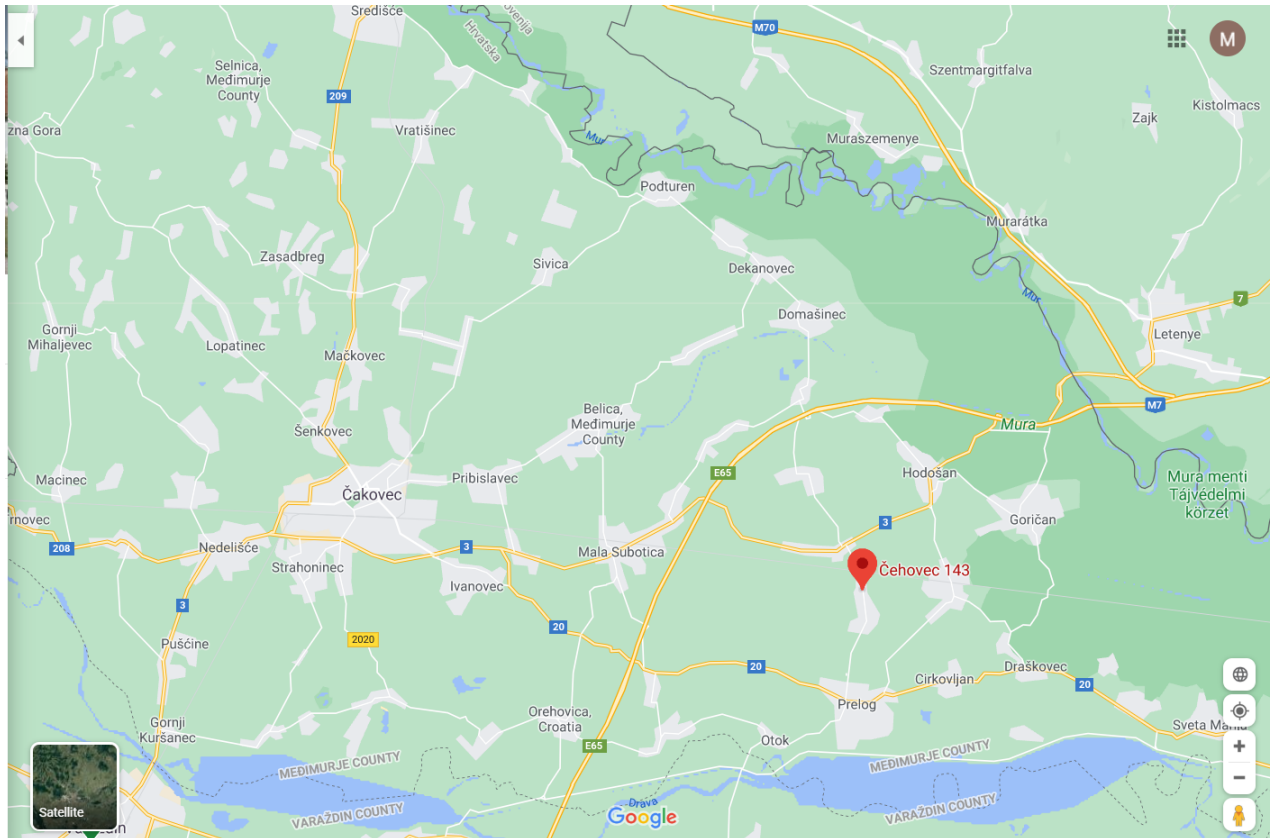 Središće
ovenija
Hrvatska
M70
M
Selnica,
Međimurje
County
209
Szentmargitfalva
Kistolmacs
Zajk
zna Gora
Vratišinec
Mur
Muraszemenye
Podturen
Murarátka
Zasadbreg
Sivica
Dekanovec
Mur
7
Domašinec
Gornji
Mihaljevec
Lopatinec
Mačkovec
Letenye
M7
Belica,
Međimurje
County
Mura
Šenkovec
Macinec
Pribislavec
E65
Hodošan
Mura menti
Tájvédelmi
körzet
Čakovec
rnovec
208
Nedelišće
3
Mala Subotica
3
Goričan
Strahoninec
Ivanovec
Čehovec 143
3
20
2020
Pušćine
20
Draškovec
Cirkovljan
20
Prelog
Orehovica,
Croatia
Gornji
Kuršanec
E65
Otok
Sveta Maria
MEĐIMURJE COUNTY
MEĐIMURJE COUNTY
Satellite
VARAŽDIN COUNTY
Drava
Google
VARAŽDIN COUNTY